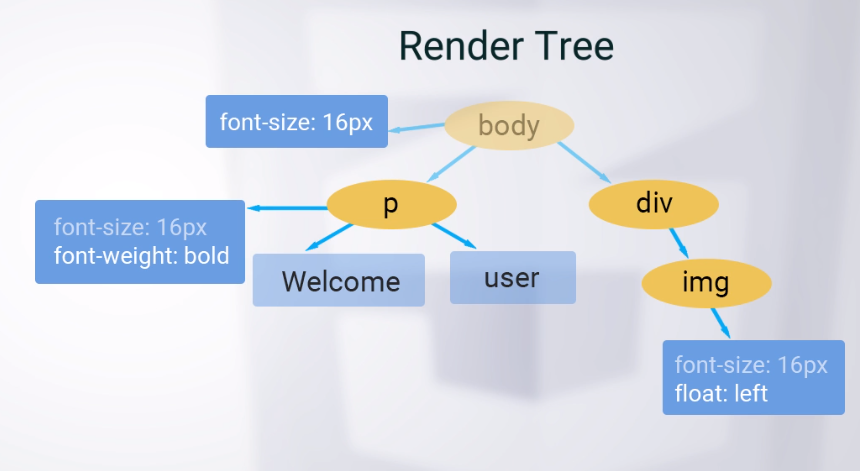 Render Tree
font-size: 16px
body
p
div
font-size: 16px
font-weight: bold
Welcome
user
img
font-size: 16px
float: left